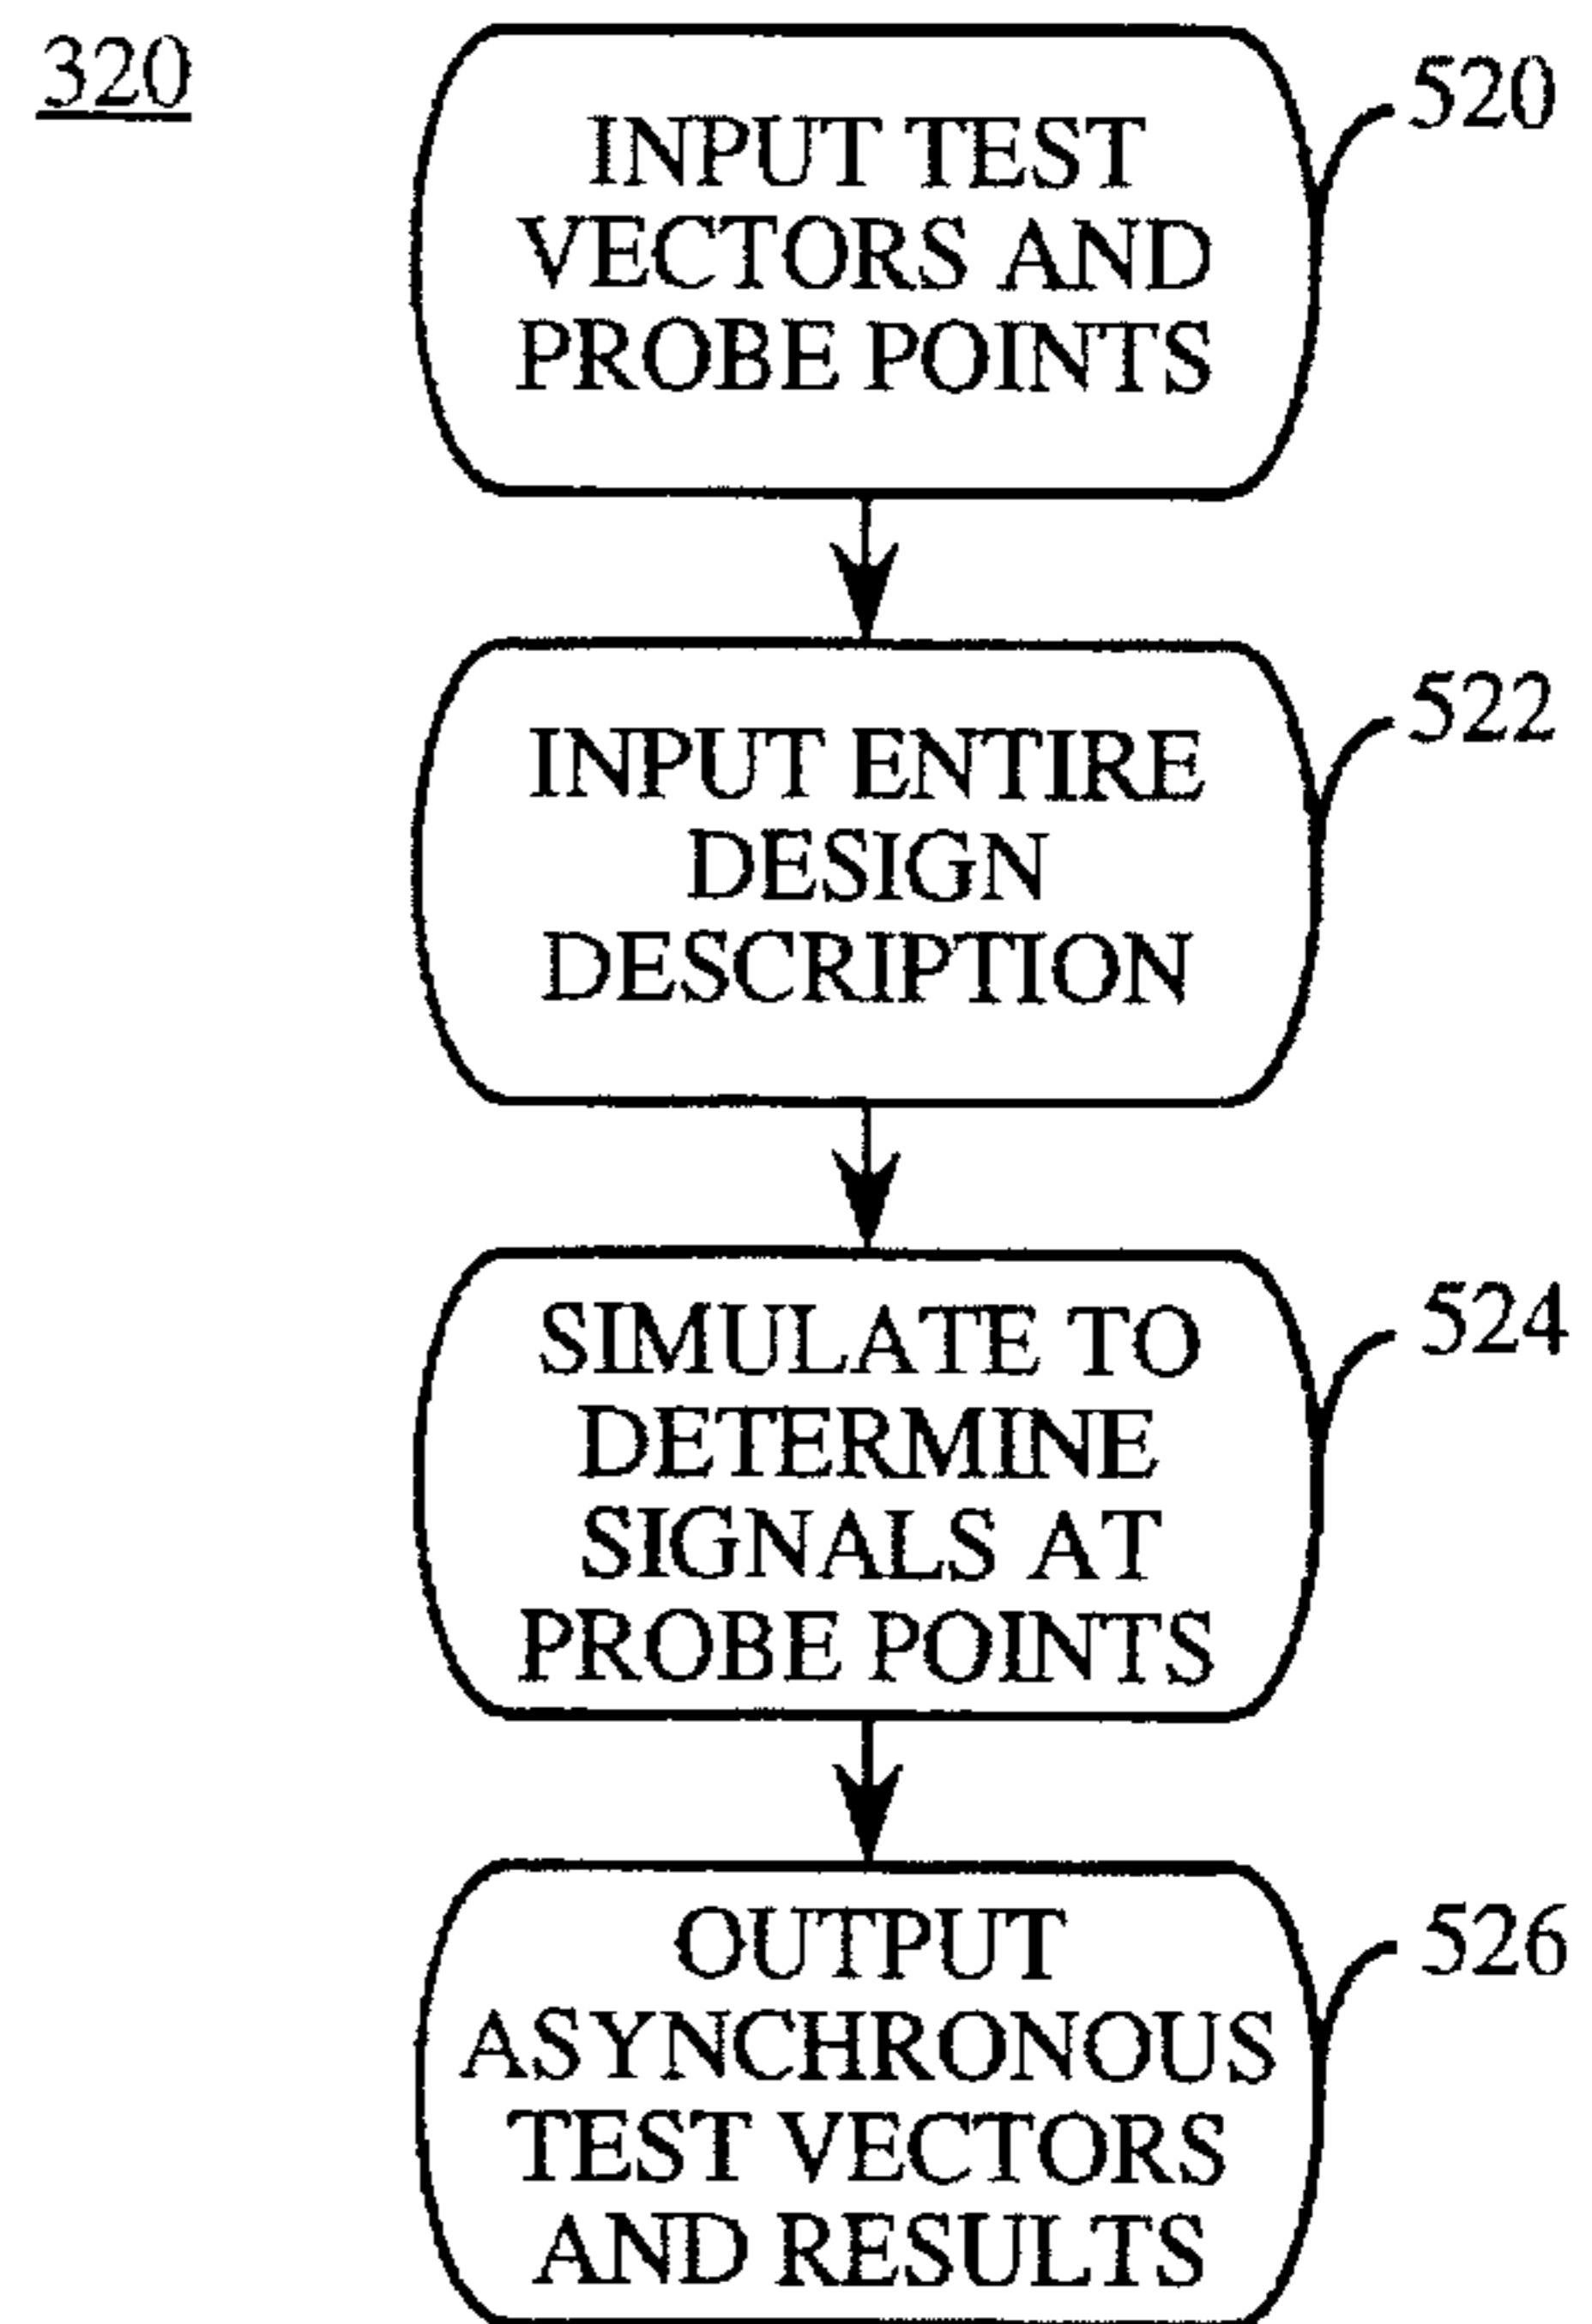 320
520
INPUT TEST
VECTORS AND
PROBE POINTS
522
INPUT ENTIRE
DESIGN
DESCRIPTION
524
SIMULATE TO
DETERMINE
SIGNALS AT
PROBE POINTS
526
OUTPUT
ASYNCHRONOUS
TEST VECTORS
AND RESULTS